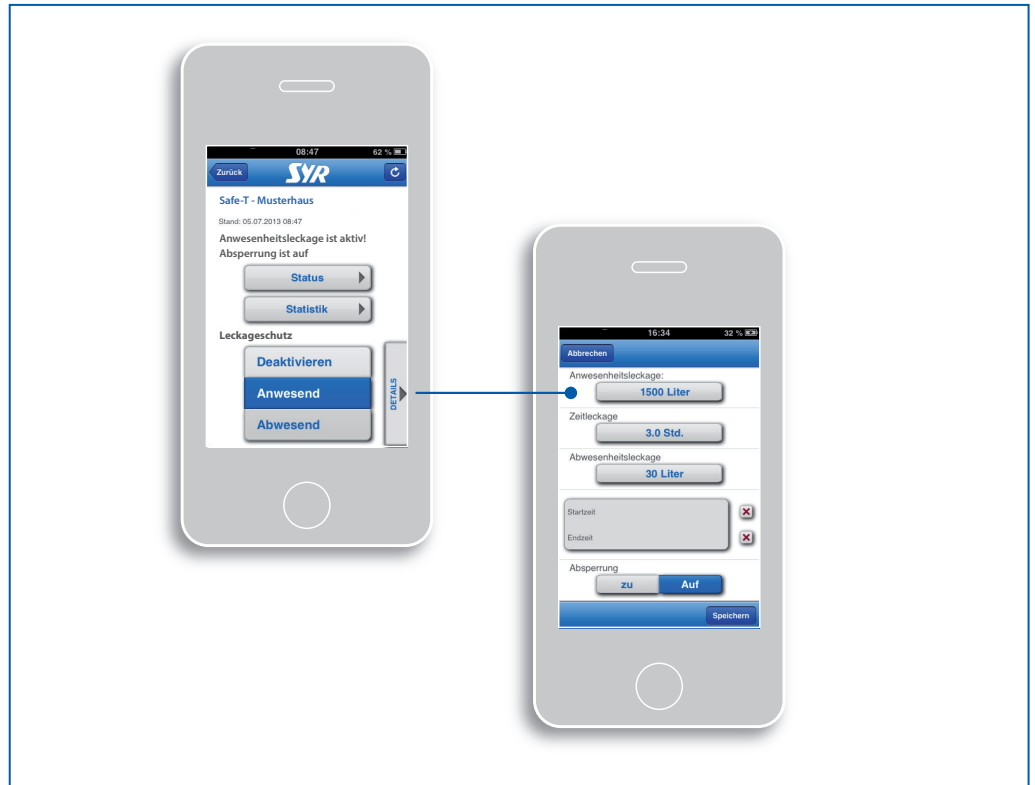 08:47 62 %
Zurück SYR
Safe-T - Musterhaus
Stand: 05.07.2013 08:47
Anwesenheitsleckage ist aktiv!
Absperrung ist auf
Status
Statistik
Leckageschutz
Deaktivieren
Anwesend
Abwesend
DETAILS
16:34 32 %
Abbrechen
Anwesenheitsleckage:
1500 Liter
Zeitleckage
3.0 Std.
Abwesenheitsleckage
30 Liter
Startzeit
Endzeit
Absperrung
zu Auf
Speichern